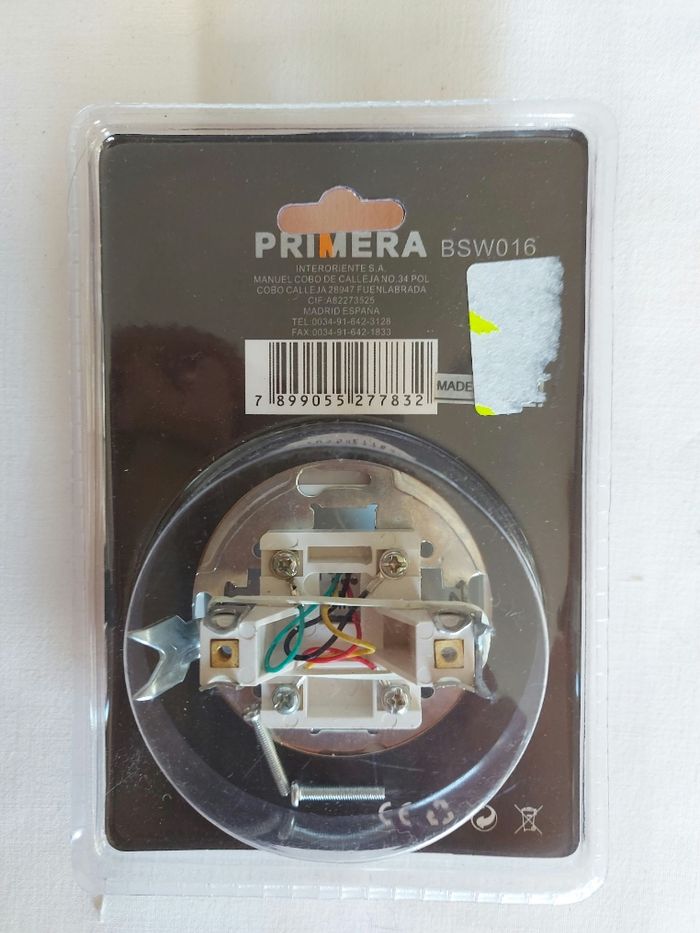 PRIMERA BSW016
INTERORIENTE S.A.
MANUEL COBO DE CALLEJA NO.34 POL
COBO CALLEJA 28947 FUENLABRADA
CIF:A82273525
MADRID ESPAÑA
TEL:0034-91-642-3128
FAX:0034-91-642-1833
MADE
7 899055 277832
CE